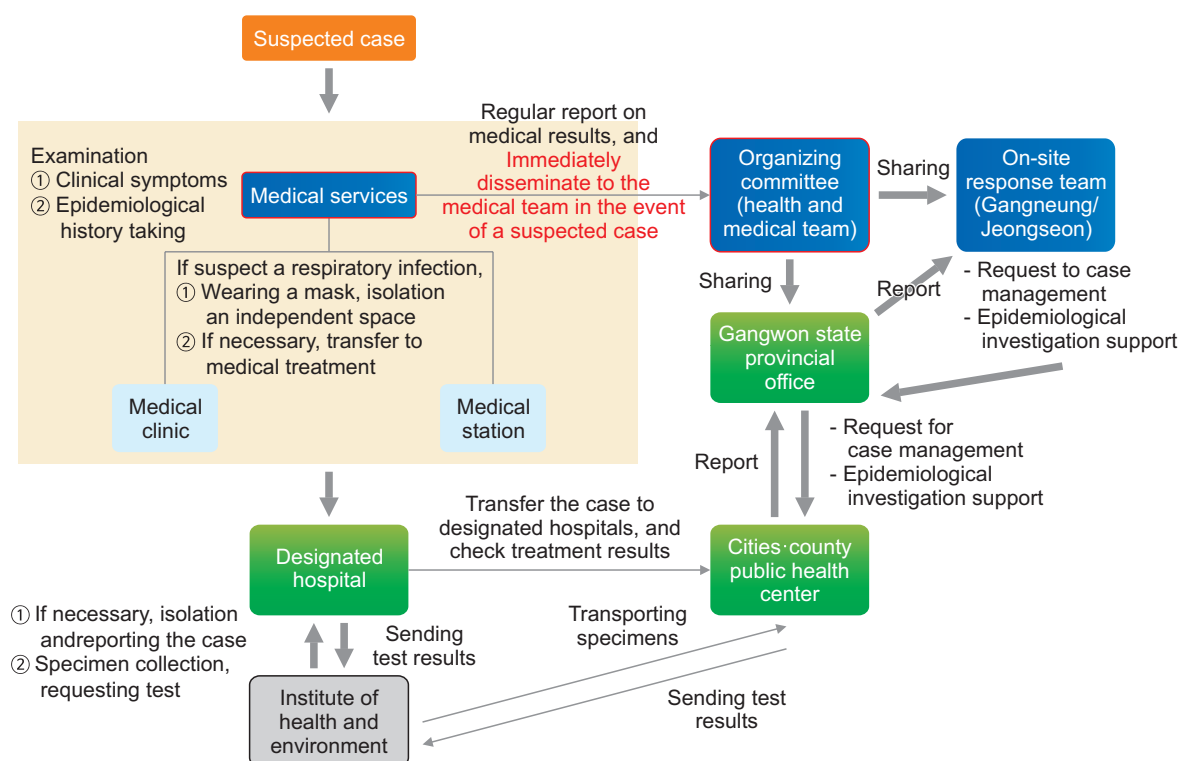 Suspected case
Examination
① Clinical symptoms
② Epidemiological
history taking
Medical services
Regular report on
medical results, and
Immediately
disseminate to the
medical team in the event
of a suspected case
Organizing
committee
(health and
medical team)
Sharing
On-site
response team
(Gangneung/
Jeongseon)
If suspect a respiratory infection,
① Wearing a mask, isolation
an independent space
② If necessary, transfer to
medical treatment
Medical
clinic
Medical
station
Sharing
Report
- Request to case
management
- Epidemiological
investigation support
Gangwon state
provincial
office
Report
- Request for
case management
- Epidemiological
investigation support
Designated
hospital
Transfer the case to
designated hospitals, and
check treatment results
Cities·county
public health
center
① If necessary, isolation
andreporting the case
② Specimen collection,
requesting test
Sending
test results
Transporting
specimens
Sending test
results
Institute of
health and
environment